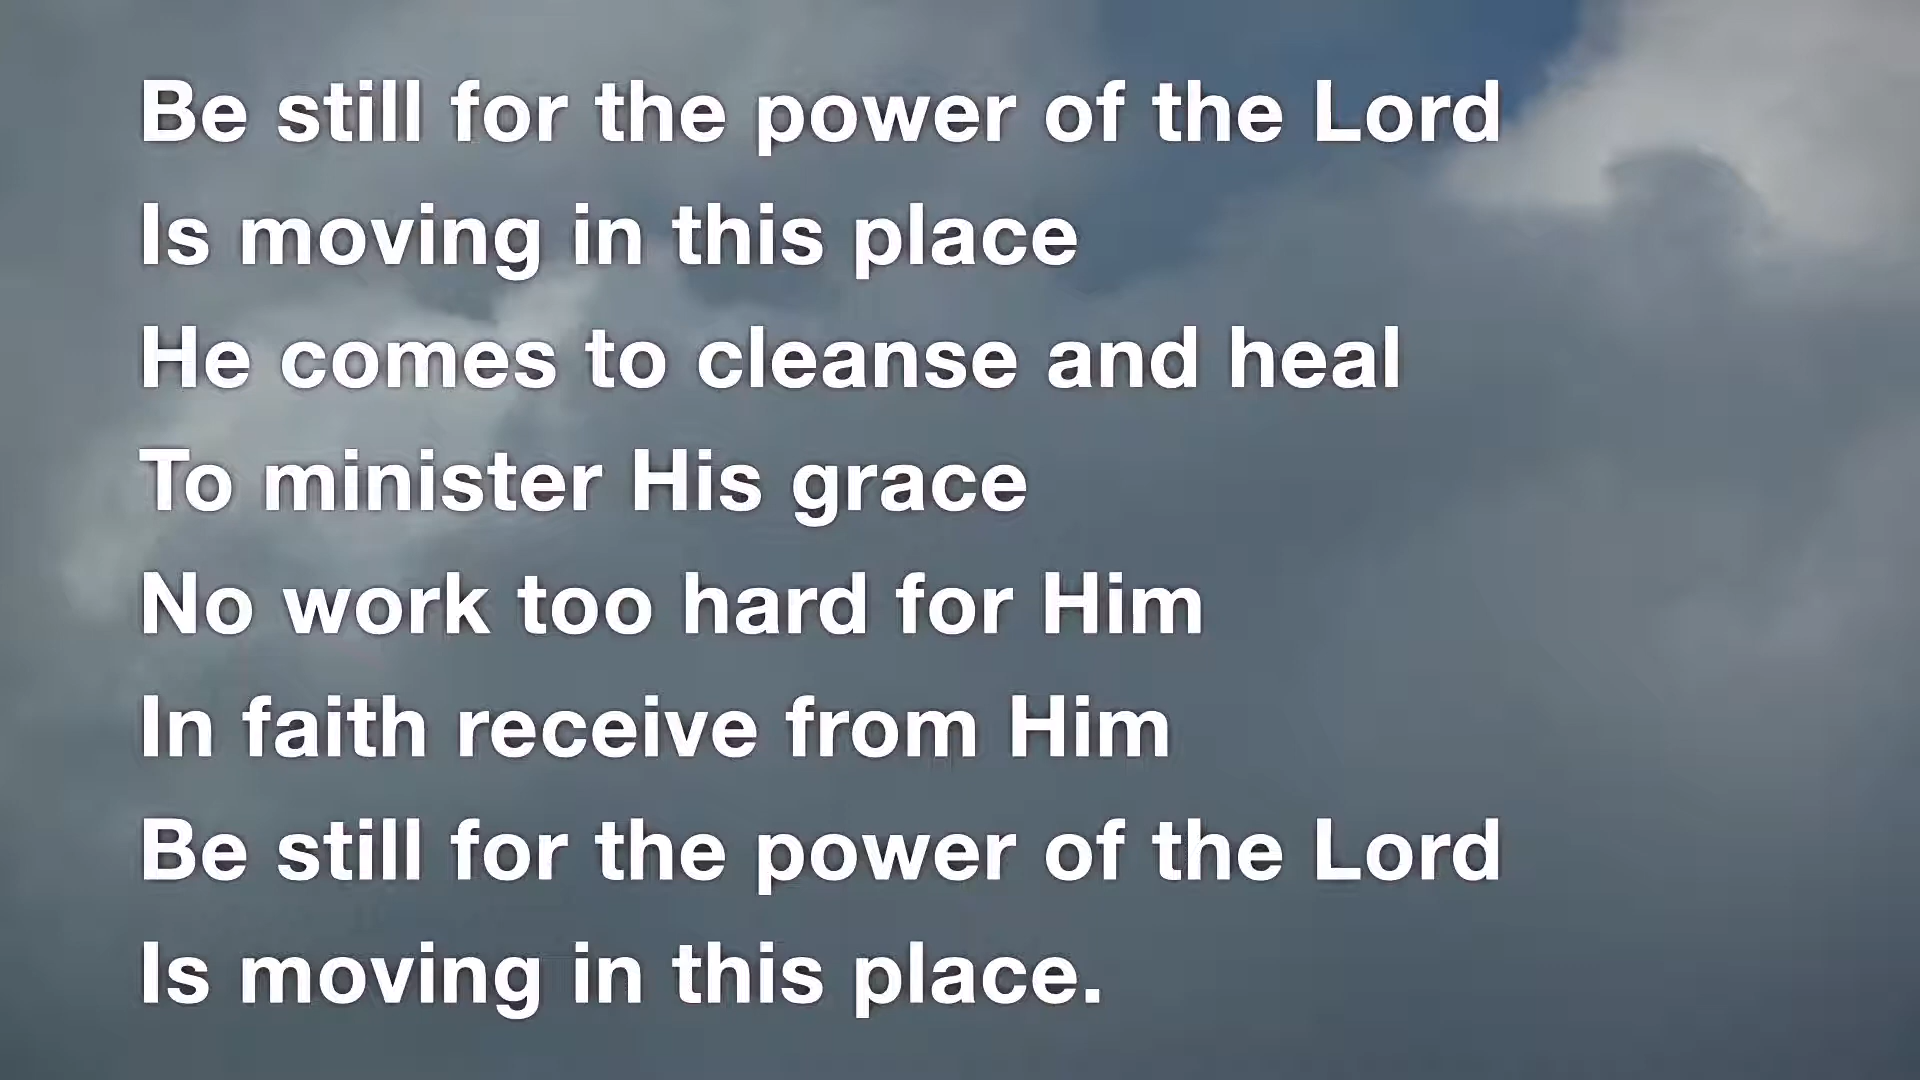 Be still for the power of the Lord
Is moving in this place
He comes to cleanse and heal
To minister His grace
No work too hard for Him
In faith receive from Him
Be still for the power of the Lord
Is moving in this place.